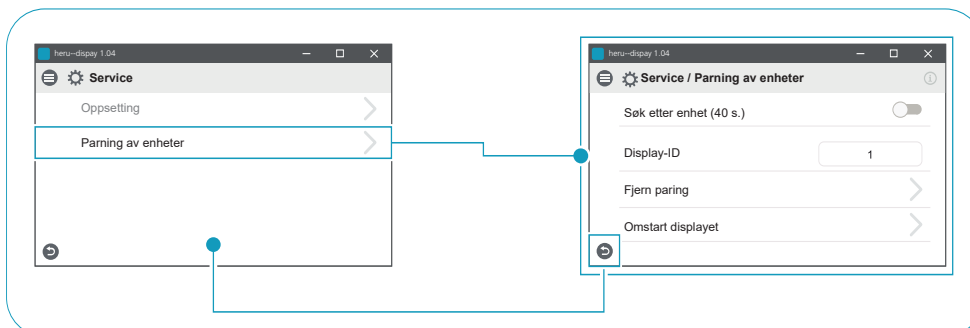 heru--dispay 1.04
Service
Oppsetting
Parning av enheter
heru--dispay 1.04
Service / Parning av enheter
Søk etter enhet (40 s.)
Display-ID
1
Fjern paring
Omstart displayet